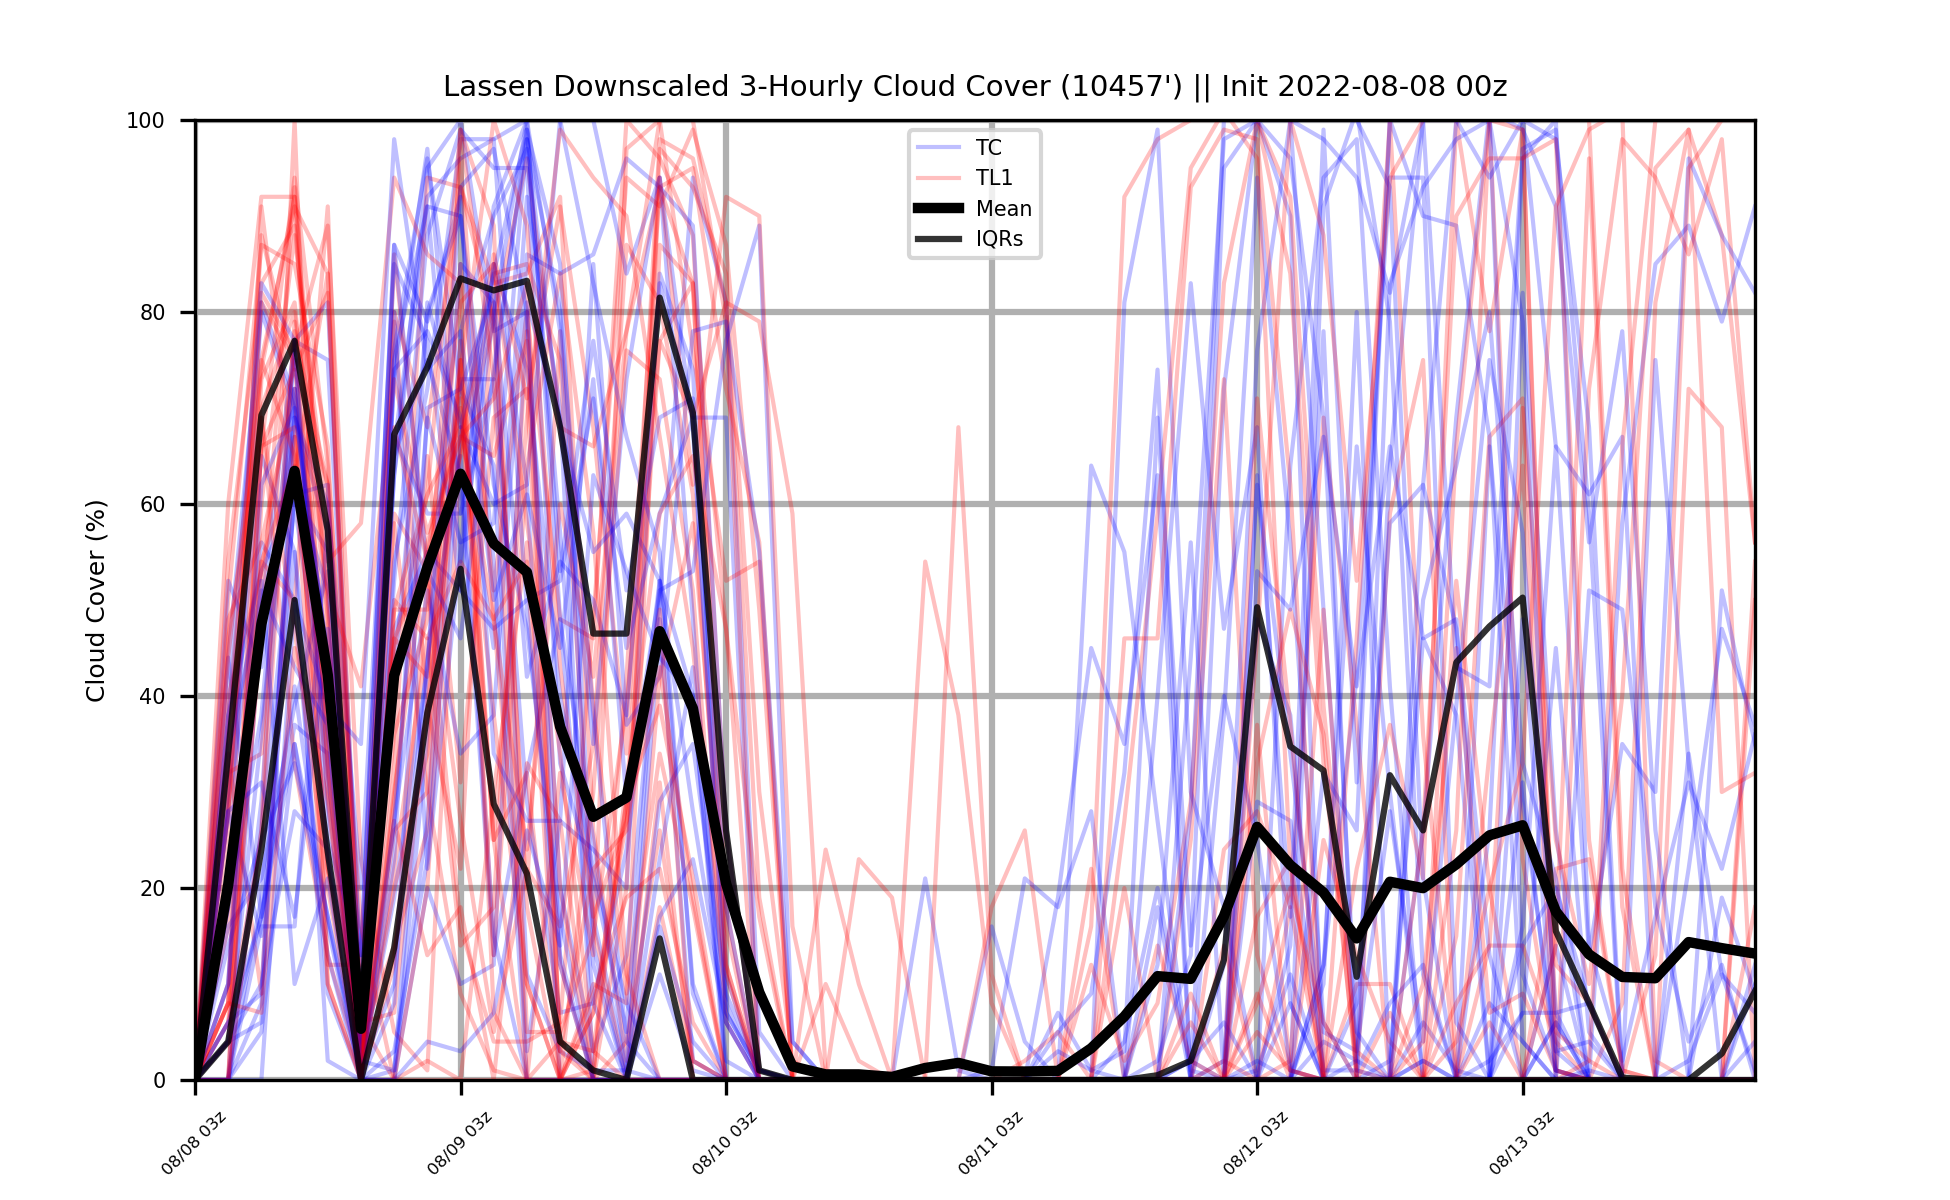 Lassen Downscaled 3-Hourly Cloud Cover (10457') || Init 2022-08-08 00z
TC
TL1
Mean
IQRs
Cloud Cover (%)
100
80
60
40
20
0
08/08 03z
08/09 03z
08/10 03z
08/11 03z
08/12 03z
08/13 03z